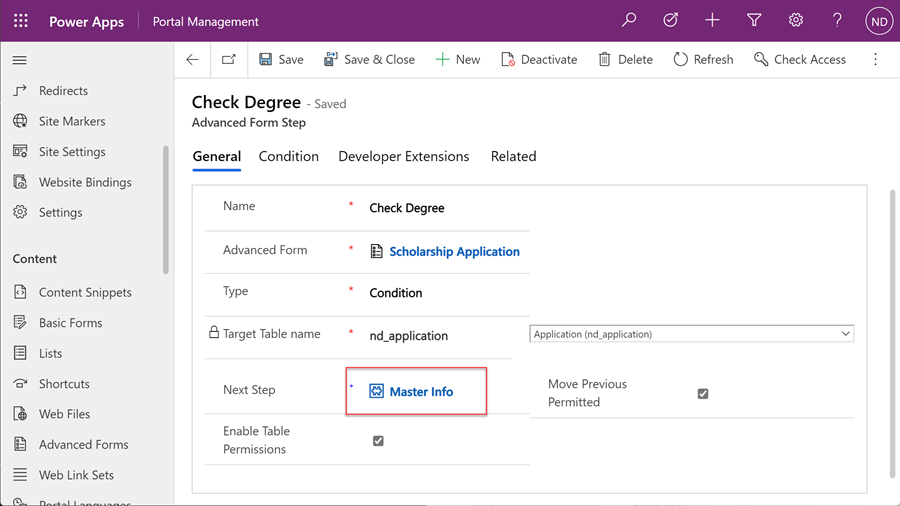 Power Apps Portal Management ? ND
Save Save & Close New Deactivate Delete Refresh Check Access
Redirects
Site Markers
Site Settings
Website Bindings
Settings
Content
Content Snippets
Basic Forms
Lists
Shortcuts
Web Files
Advanced Forms
Web Link Sets
Portal Languages
Check Degree - Saved
Advanced Form Step
General Condition Developer Extensions Related
Name * Check Degree
Advanced Form * Scholarship Application
Type * Condition
Target Table name * nd_application Application (nd_application)
Next Step + Master Info Move Previous
Permitted
Enable Table
Permissions